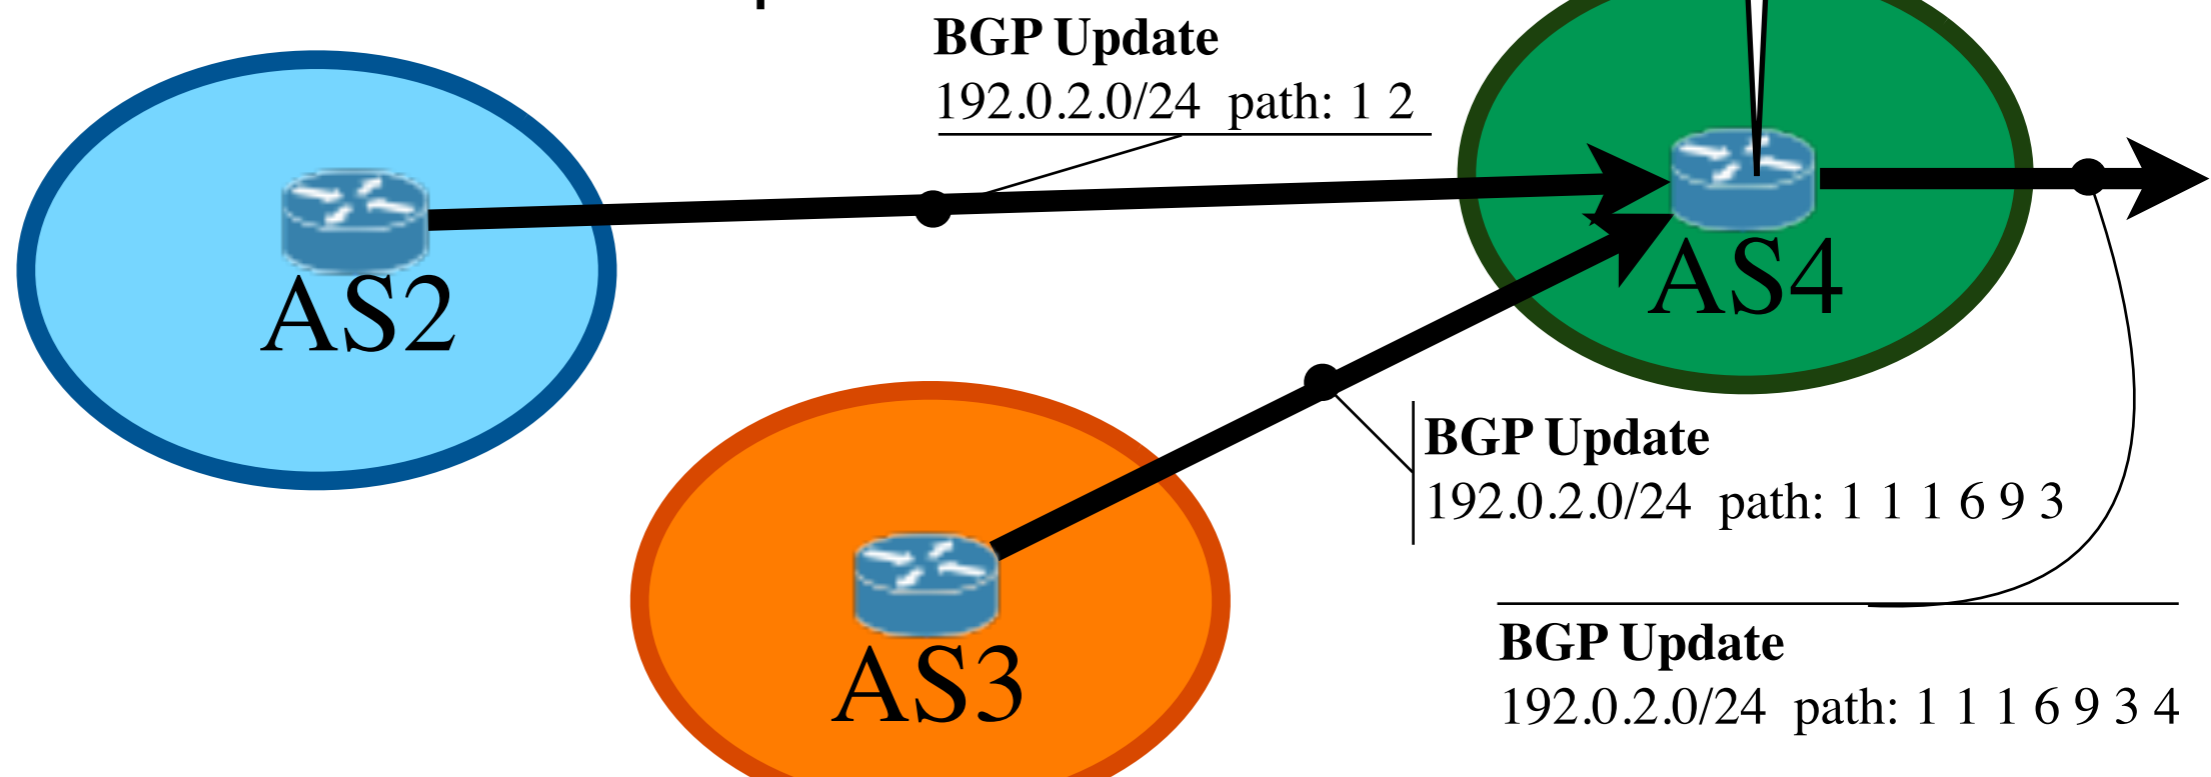 BGP Update
192.0.2.0/24 path: 1 2
AS2
AS4
BGP Update
192.0.2.0/24 path: 1 1 1 6 9 3
AS3
BGP Update
192.0.2.0/24 path: 1 1 1 6 9 3 4